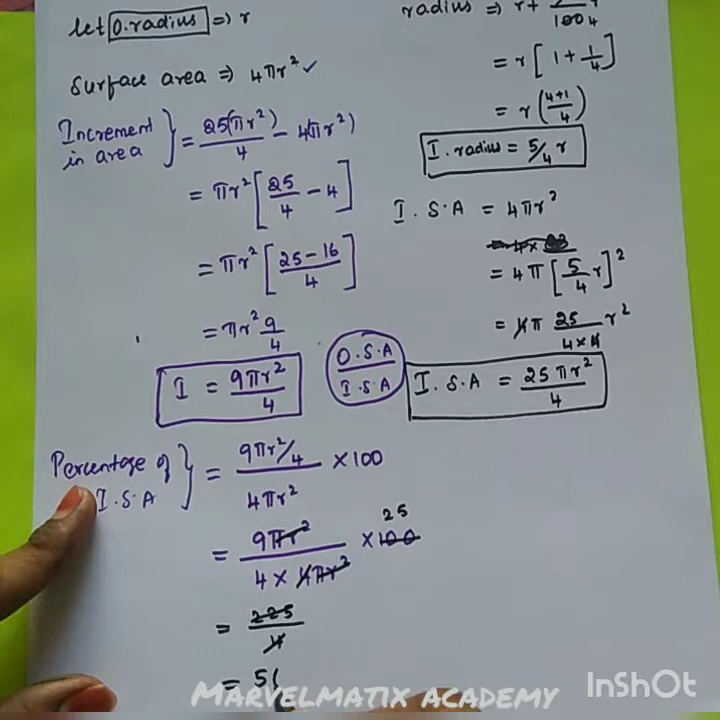 let O.radius ⇒ r
Surface area ⇒ 4πr² ✓
Increment in area } = 25(πr²)/4 − 4(πr²)
= πr² [25/4 − 4]
= πr² [(25 − 16)/4]
= πr² 9/4
I = 9πr²/4
radius ⇒ r + /100 4
= r [1 + 1/4]
= r (4+1/4)
I. radius = 5/4 r
I . S . A = 4πr²
= 4π [5/4 r]²
= 4π 25/(4×4) r²
O.S.A/I.S.A
I . S . A = 25πr²/4
Percentage of I.S.A } = (9πr²/4)/4πr² × 100
= 9πr²/(4 × 4πr²) × 100 25
= 225/4
= 56
MARVELMATIX ACADEMY
InShOt